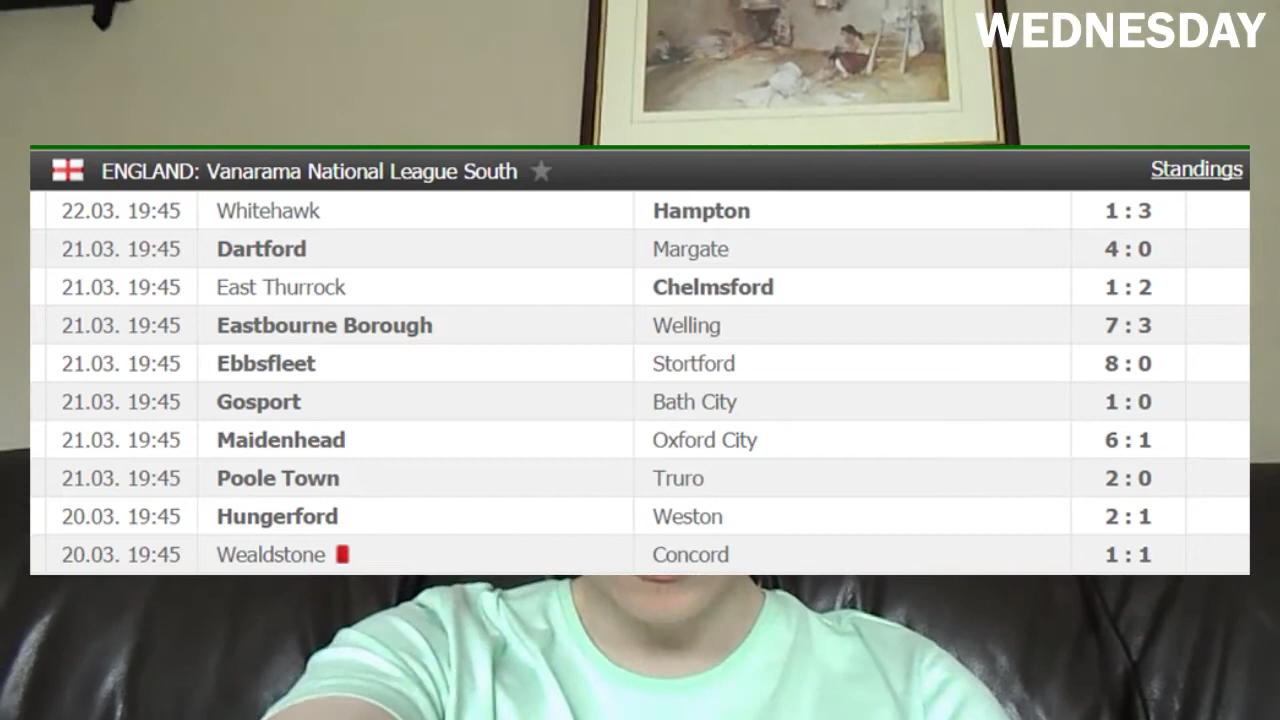 WEDNESDAY
ENGLAND: Vanarama National League South Standings
22.03. 19:45 Whitehawk Hampton 1 : 3
21.03. 19:45 Dartford Margate 4 : 0
21.03. 19:45 East Thurrock Chelmsford 1 : 2
21.03. 19:45 Eastbourne Borough Welling 7 : 3
21.03. 19:45 Ebbsfleet Stortford 8 : 0
21.03. 19:45 Gosport Bath City 1 : 0
21.03. 19:45 Maidenhead Oxford City 6 : 1
21.03. 19:45 Poole Town Truro 2 : 0
20.03. 19:45 Hungerford Weston 2 : 1
20.03. 19:45 Wealdstone Concord 1 : 1